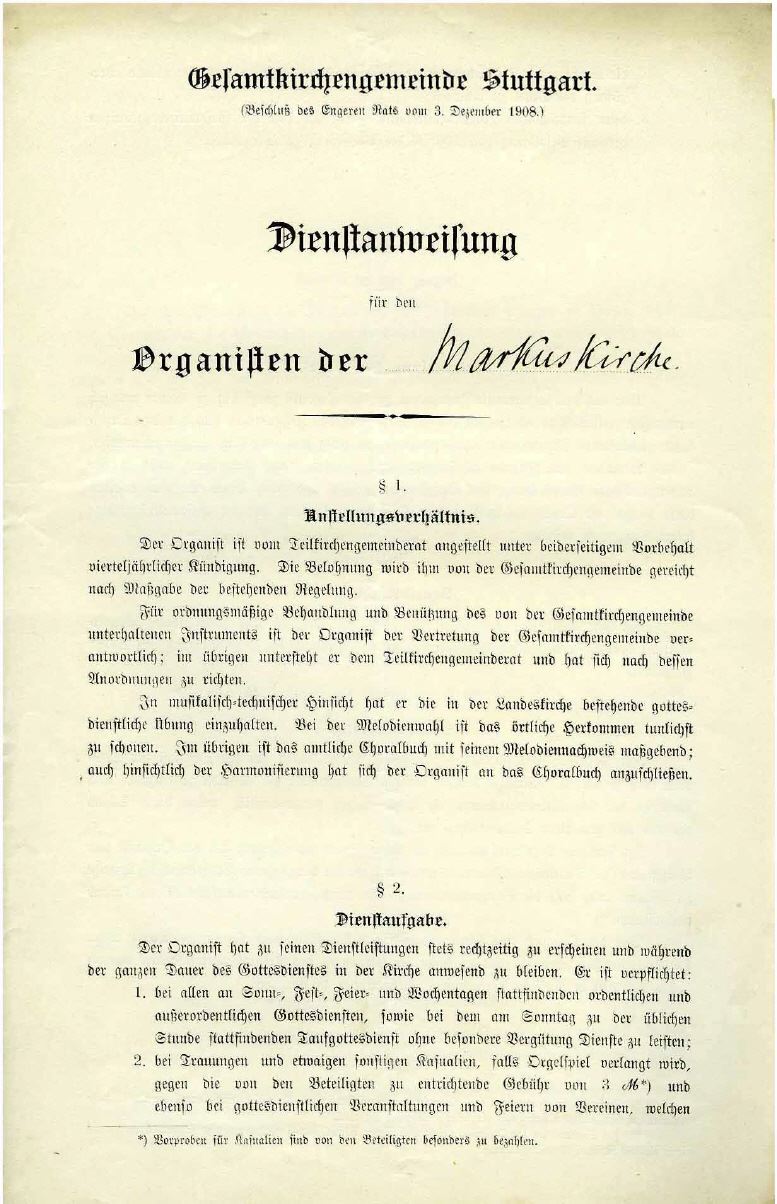 Gesamtkirchengemeinde Stuttgart.
(Beschluß des Engeren Rats vom 3. Dezember 1908.)
Dienstanweisung
für den
Organisten der Markuskirche.
§ 1.
Anstellungsverhältnis.
Der Organist ist vom Teilkirchengemeinderat angestellt unter beiderseitigem Vorbehalt
vierteljährlicher Kündigung. Die Belohnung wird ihm von der Gesamtkirchengemeinde gereicht
nach Maßgabe der bestehenden Regelung.
Für ordnungsmäßige Behandlung und Benützung des von der Gesamtkirchengemeinde
unterhaltenen Instruments ist der Organist der Vertretung der Gesamtkirchengemeinde ver-
antwortlich; im übrigen untersteht er dem Teilkirchengemeinderat und hat sich nach dessen
Anordnungen zu richten.
In musikalisch-technischer Hinsicht hat er die in der Landeskirche bestehende gottes-
dienstliche Übung einzuhalten. Bei der Melodienwahl ist das örtliche Herkommen tunlichst
zu schonen. Im übrigen ist das amtliche Choralbuch mit seinem Melodiennachweis maßgebend;
auch hinsichtlich der Harmonisierung hat sich der Organist an das Choralbuch anzuschließen.
§ 2.
Dienstaufgabe.
Der Organist hat zu seinen Dienstleistungen stets rechtzeitig zu erscheinen und während
der ganzen Dauer des Gottesdienstes in der Kirche anwesend zu bleiben. Er ist verpflichtet:
1. bei allen an Sonn-, Fest-, Feier- und Wochentagen stattfindenden ordentlichen und
außerordentlichen Gottesdiensten, sowie bei dem am Sonntag zu der üblichen
Stunde stattfindenden Taufgottesdienst ohne besondere Vergütung Dienste zu leisten;
2. bei Trauungen und etwaigen sonstigen Kasualien, falls Orgelspiel verlangt wird,
gegen die von den Beteiligten zu entrichtende Gebühr von 3 ℳ*) und
ebenso bei gottesdienstlichen Veranstaltungen und Feiern von Vereinen, welchen
*) Vorproben für Kasualien sind von den Beteiligten besonders zu bezahlen.